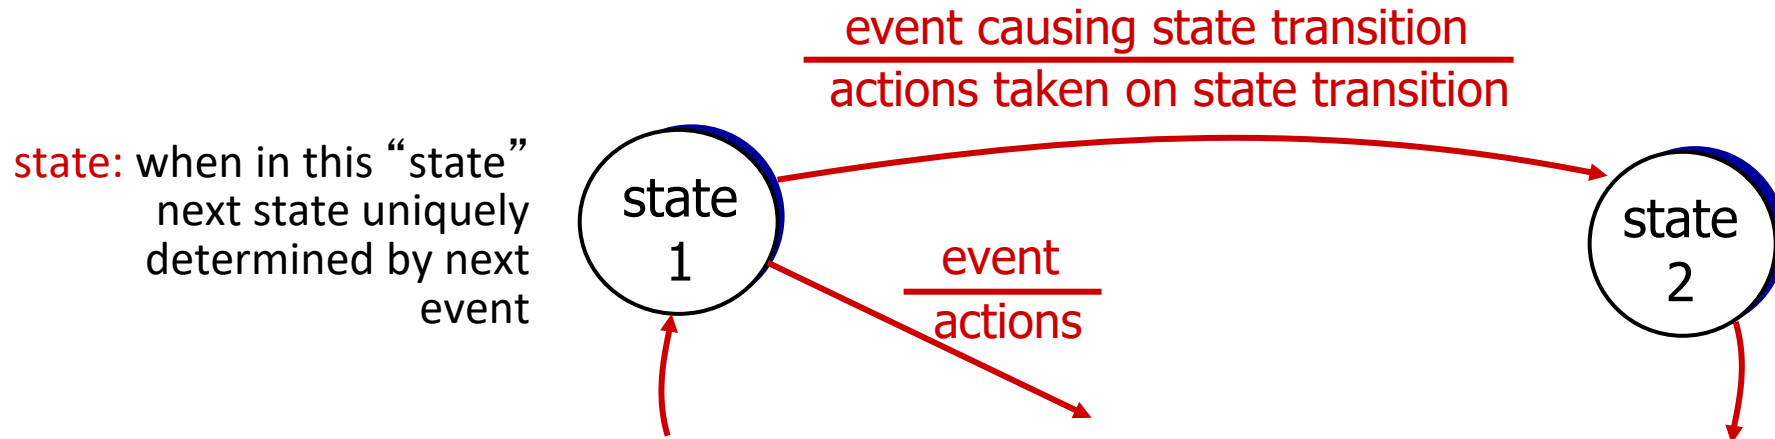 event causing state transition
actions taken on state transition
state: when in this “state”
next state uniquely
determined by next
event
state
1
event
actions
state
2